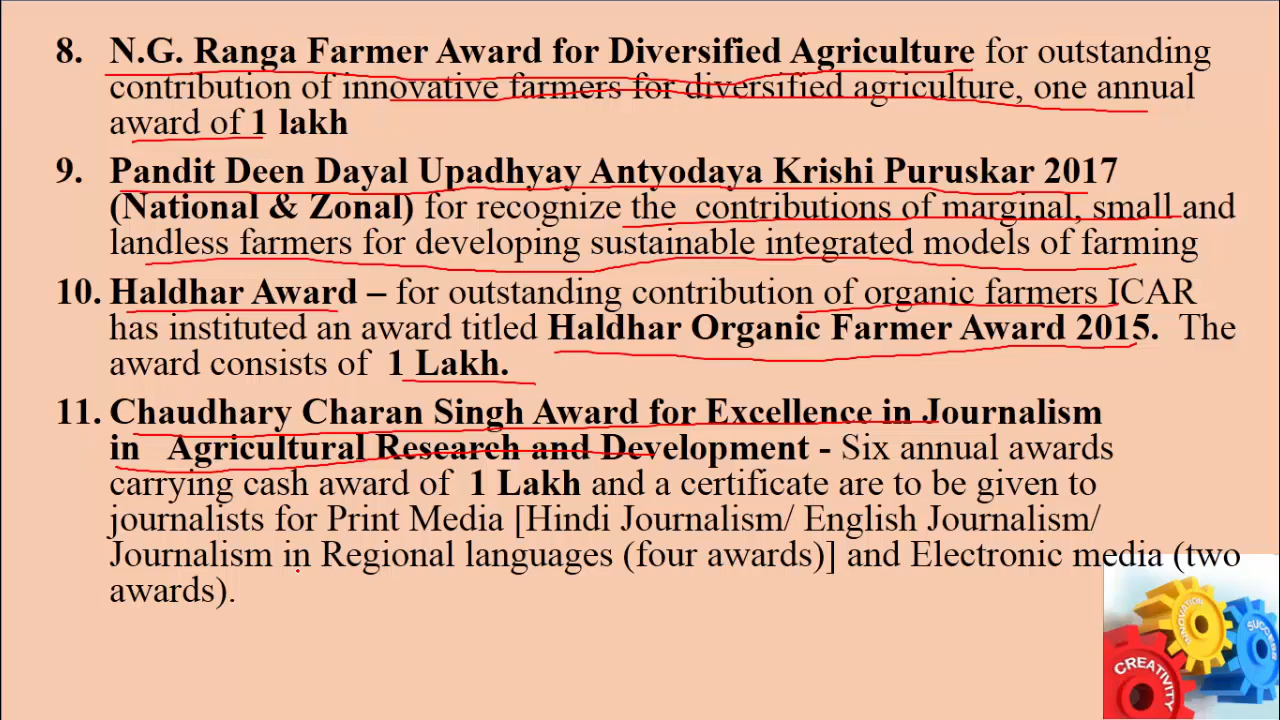 8. N.G. Ranga Farmer Award for Diversified Agriculture for outstanding
contribution of innovative farmers for diversified agriculture, one annual
award of 1 lakh
9. Pandit Deen Dayal Upadhyay Antyodaya Krishi Puruskar 2017
(National & Zonal) for recognize the contributions of marginal, small and
landless farmers for developing sustainable integrated models of farming
10. Haldhar Award – for outstanding contribution of organic farmers ICAR
has instituted an award titled Haldhar Organic Farmer Award 2015. The
award consists of 1 Lakh.
11. Chaudhary Charan Singh Award for Excellence in Journalism
in Agricultural Research and Development - Six annual awards
carrying cash award of 1 Lakh and a certificate are to be given to
journalists for Print Media [Hindi Journalism/ English Journalism/
Journalism in Regional languages (four awards)] and Electronic media (two
awards).
INNOVATION
SUCCESS
CREATIVITY